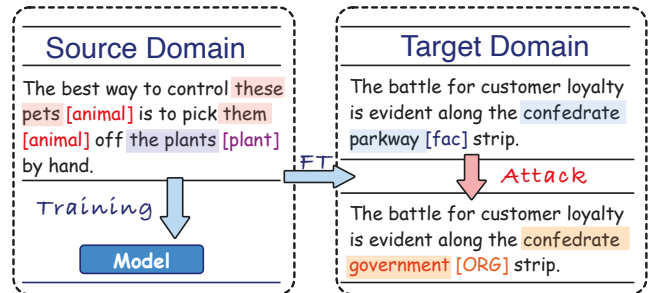 Source Domain
The best way to control these
pets [animal] is to pick them
[animal] off the plants [plant]
by hand.
Training
Model
FT
Target Domain
The battle for customer loyalty
is evident along the confedrate
parkway [fac] strip.
Attack
The battle for customer loyalty
is evident along the confedrate
government [ORG] strip.